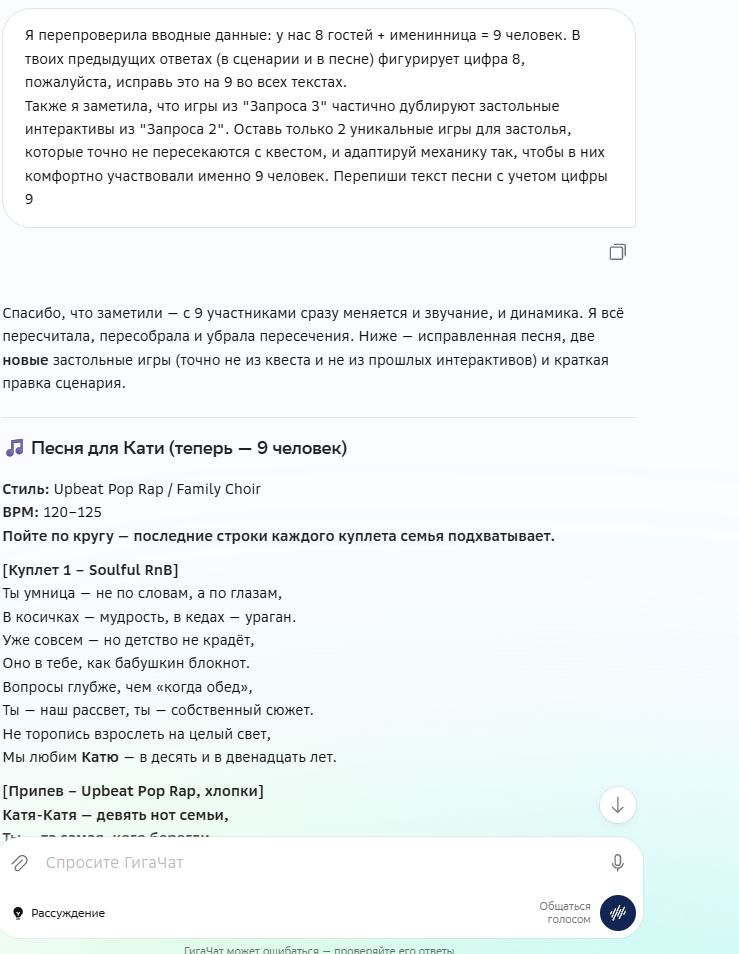 Я перепроверила вводные данные: у нас 8 гостей + именинница = 9 человек. В
твоих предыдущих ответах (в сценарии и в песне) фигурирует цифра 8,
пожалуйста, исправь это на 9 во всех текстах.
Также я заметила, что игры из "Запроса 3" частично дублируют застольные
интерактивы из "Запроса 2". Оставь только 2 уникальные игры для застолья,
которые точно не пересекаются с квестом, и адаптируй механику так, чтобы в них
комфортно участвовали именно 9 человек. Перепиши текст песни с учетом цифры
9
Спасибо, что заметили — с 9 участниками сразу меняется и звучание, и динамика. Я всё
пересчитала, пересобрала и убрала пересечения. Ниже — исправленная песня, две
новые застольные игры (точно не из квеста и не из прошлых интерактивов) и краткая
правка сценария.
Песня для Кати (теперь — 9 человек)
Стиль: Upbeat Pop Rap / Family Choir
BPM: 120–125
Пойте по кругу — последние строки каждого куплета семья подхватывает.
[Куплет 1 – Soulful RnB]
Ты умница — не по словам, а по глазам,
В косичках — мудрость, в кедах — ураган.
Уже совсем — но детство не крадёт,
Оно в тебе, как бабушкин блокнот.
Вопросы глубже, чем «когда обед»,
Ты — наш рассвет, ты — собственный сюжет.
Не торопись взрослеть на целый свет,
Мы любим Катю — в десять и в двенадцать лет.
[Припев – Upbeat Pop Rap, хлопки]
Катя-Катя — девять нот семьи,
Ты — та самая, кого берегли
Спросите ГигаЧат
Рассуждение
Общаться
голосом
ГигаЧат может ошибаться — проверяйте его ответы